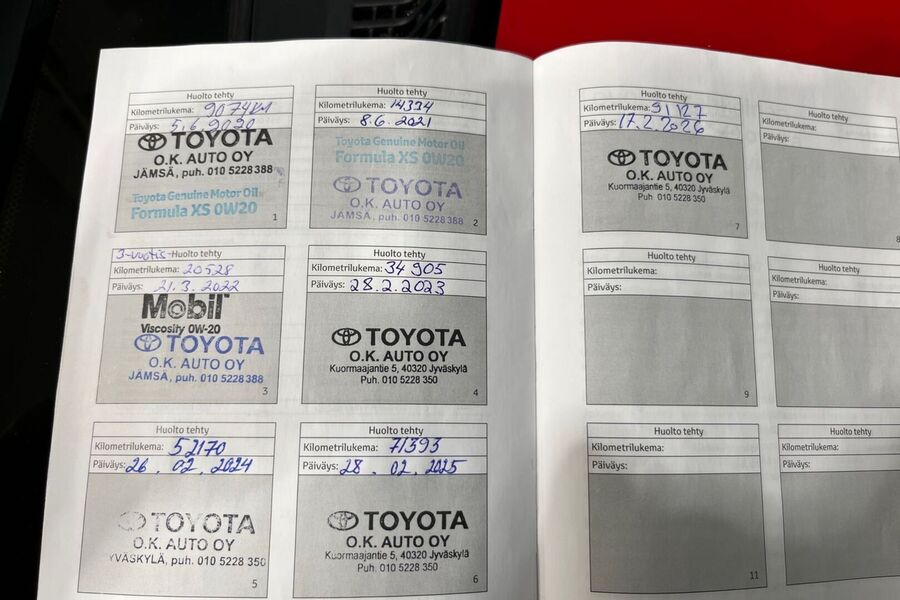 Huolto tehty
Kilometrilukema: 9074KM
Päiväys: 5.6.2020
TOYOTA
O.K. AUTO OY
JÄMSÄ, puh. 010 5228 388
Toyota Genuine Motor Oil
Formula XS 0W20
1
Huolto tehty
Kilometrilukema: 14334
Päiväys: 8.6.2021
Toyota Genuine Motor Oil
Formula XS 0W20
TOYOTA
O.K. AUTO OY
JÄMSÄ, puh. 010 5228 388
2
3-vuotis-Huolto tehty
Kilometrilukema: 20528
Päiväys: 21.3.2022
Mobil
Viscosity 0W-20
TOYOTA
O.K. AUTO OY
JÄMSÄ, puh. 010 5228 388
3
Huolto tehty
Kilometrilukema: 34 905
Päiväys: 28.2.2023
TOYOTA
O.K. AUTO OY
Kuormaajantie 5, 40320 Jyväskylä
Puh. 010 5228 350
4
Huolto tehty
Kilometrilukema: 52170
Päiväys: 26.02.2024
TOYOTA
O.K. AUTO OY
YVÄSKYLÄ, puh. 010 5228 350
5
Huolto tehty
Kilometrilukema: 71393
Päiväys: 28.02.2025
TOYOTA
O.K. AUTO OY
Kuormaajantie 5, 40320 Jyväskylä
Puh. 010 5228 350
6
Huolto tehty
Kilometrilukema: 91127
Päiväys: 17.2.2026
TOYOTA
O.K. AUTO OY
Kuormaajantie 5, 40320 Jyväskylä
Puh. 010 5228 350
7
Huolto tehty
Kilometrilukema:
Päiväys:
8
Huolto tehty
Kilometrilukema:
Päiväys:
9
Huolto tehty
Kilometrilukema:
Päiväys:
Huolto tehty
Kilometrilukema:
Päiväys:
11
Huolto tehty
Kilometrilukema:
Päiväys: